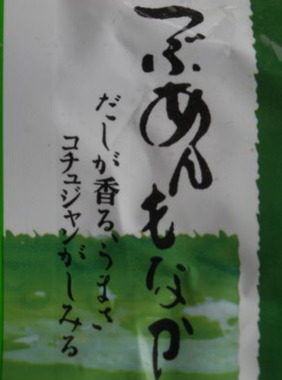 つぶあんもなか
だしが香る、うまさ
コチュジャンがしみる